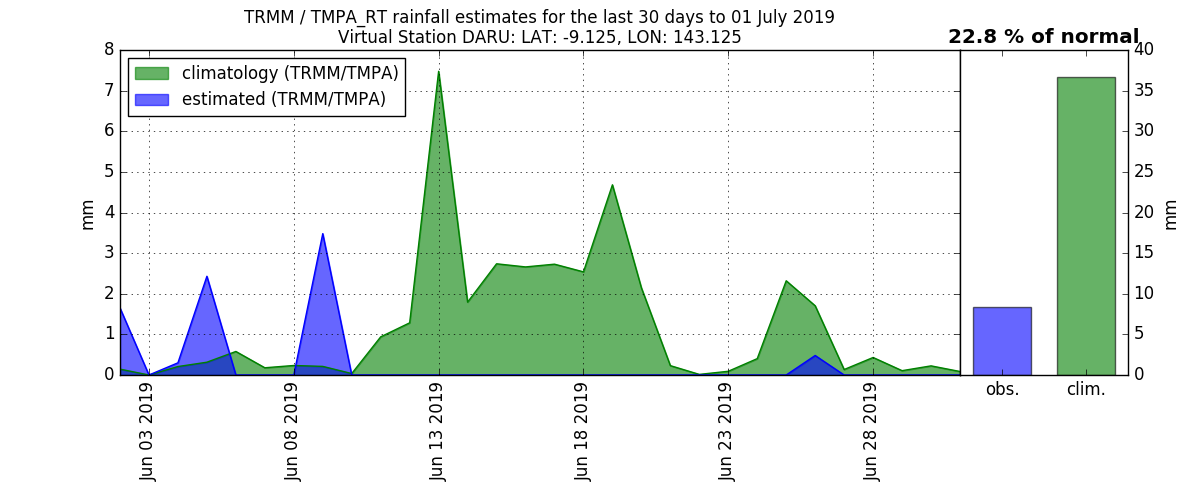 TRMM / TMPA_RT rainfall estimates for the last 30 days to 01 July 2019
Virtual Station DARU: LAT: -9.125, LON: 143.125
22.8 % of normal
climatology (TRMM/TMPA)
estimated (TRMM/TMPA)
8
7
6
5
4
3
2
1
0
mm
Jun 03 2019
Jun 08 2019
Jun 13 2019
Jun 18 2019
Jun 23 2019
Jun 28 2019
obs.
clim.
40
35
30
25
20
15
10
5
0
mm